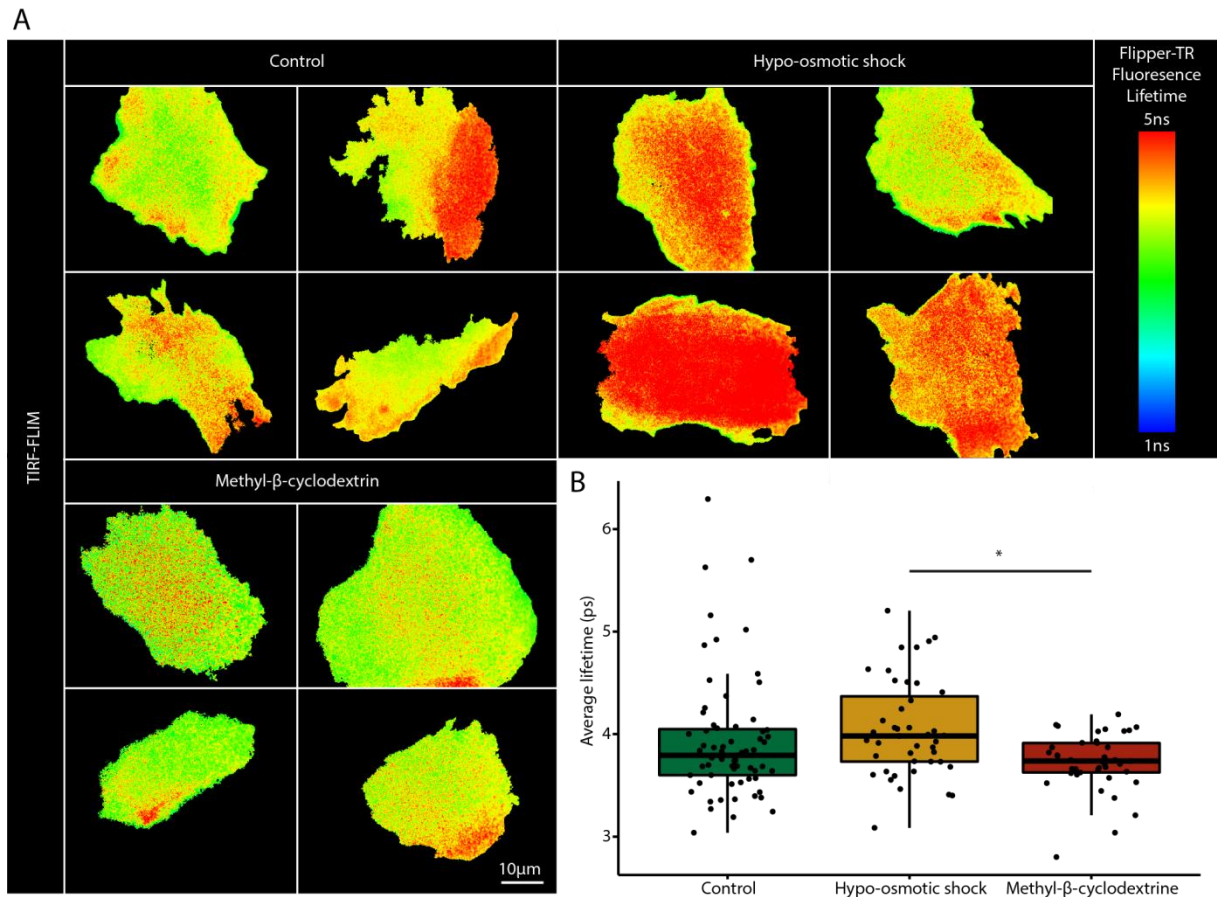 A
Control
Hypo-osmotic shock
Flipper-TR
Fluoresence
Lifetime
5ns
1ns
TIRF-FLIM
Methyl-β-cyclodextrin
10μm
B
*
Average lifetime (ps)
6
5
4
3
Control
Hypo-osmotic shock
Methyl-β-cyclodextrine